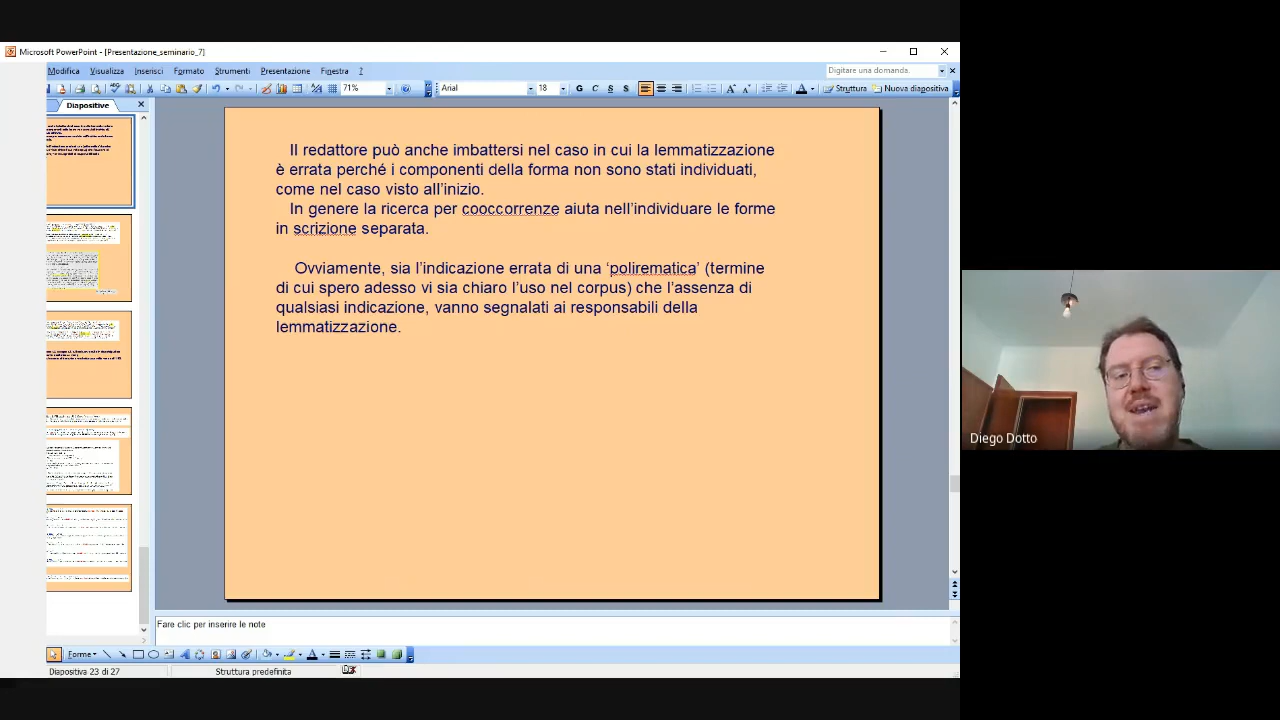 Microsoft PowerPoint - [Presentazione_seminario_7]
Modifica Visualizza Inserisci Formato Strumenti Presentazione Finestra ?
Digitare una domanda.
71%
Arial 18 G C S S
Struttura Nuova diapositiva
Diapositive
Il redattore può anche imbattersi nel caso in cui la lemmatizzazione
è errata perché i componenti della forma non sono stati individuati,
come nel caso visto all’inizio.
In genere la ricerca per cooccorrenze aiuta nell’individuare le forme
in scrizione separata.
Ovviamente, sia l’indicazione errata di una ‘polirematica’ (termine
di cui spero adesso vi sia chiaro l’uso nel corpus) che l’assenza di
qualsiasi indicazione, vanno segnalati ai responsabili della
lemmatizzazione.
Diego Dotto
Fare clic per inserire le note
Forme
Diapositiva 23 di 27
Struttura predefinita